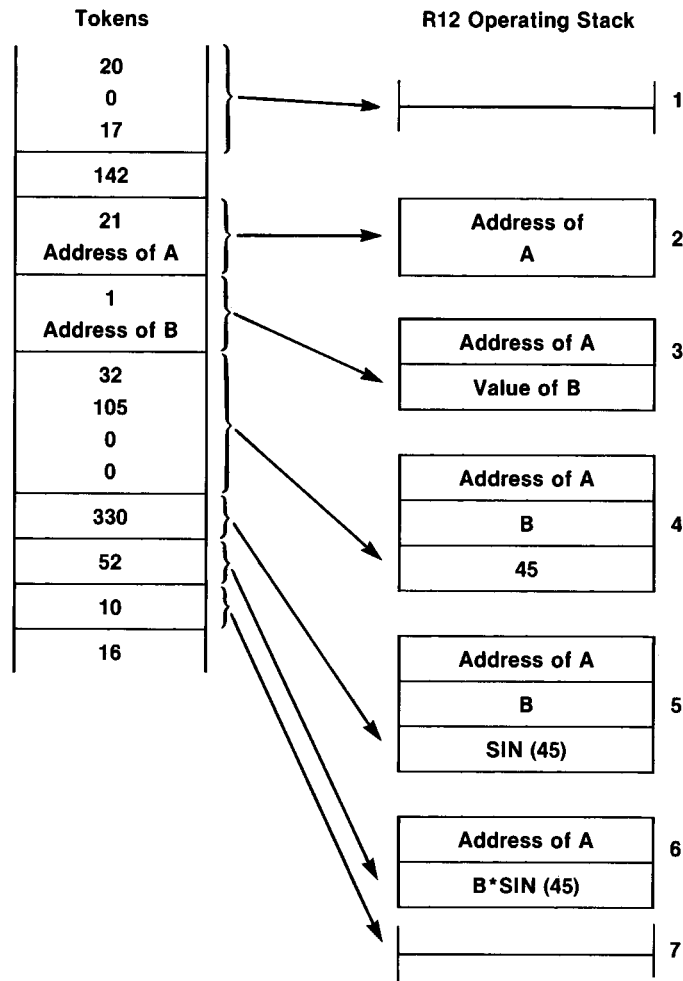 Tokens
20
0
17
142
21
Address of A
1
Address of B
32
105
0
0
330
52
10
16
R12 Operating Stack
1
Address of
A
2
Address of A
Value of B
3
Address of A
B
45
4
Address of A
B
SIN (45)
5
Address of A
B*SIN (45)
6
7